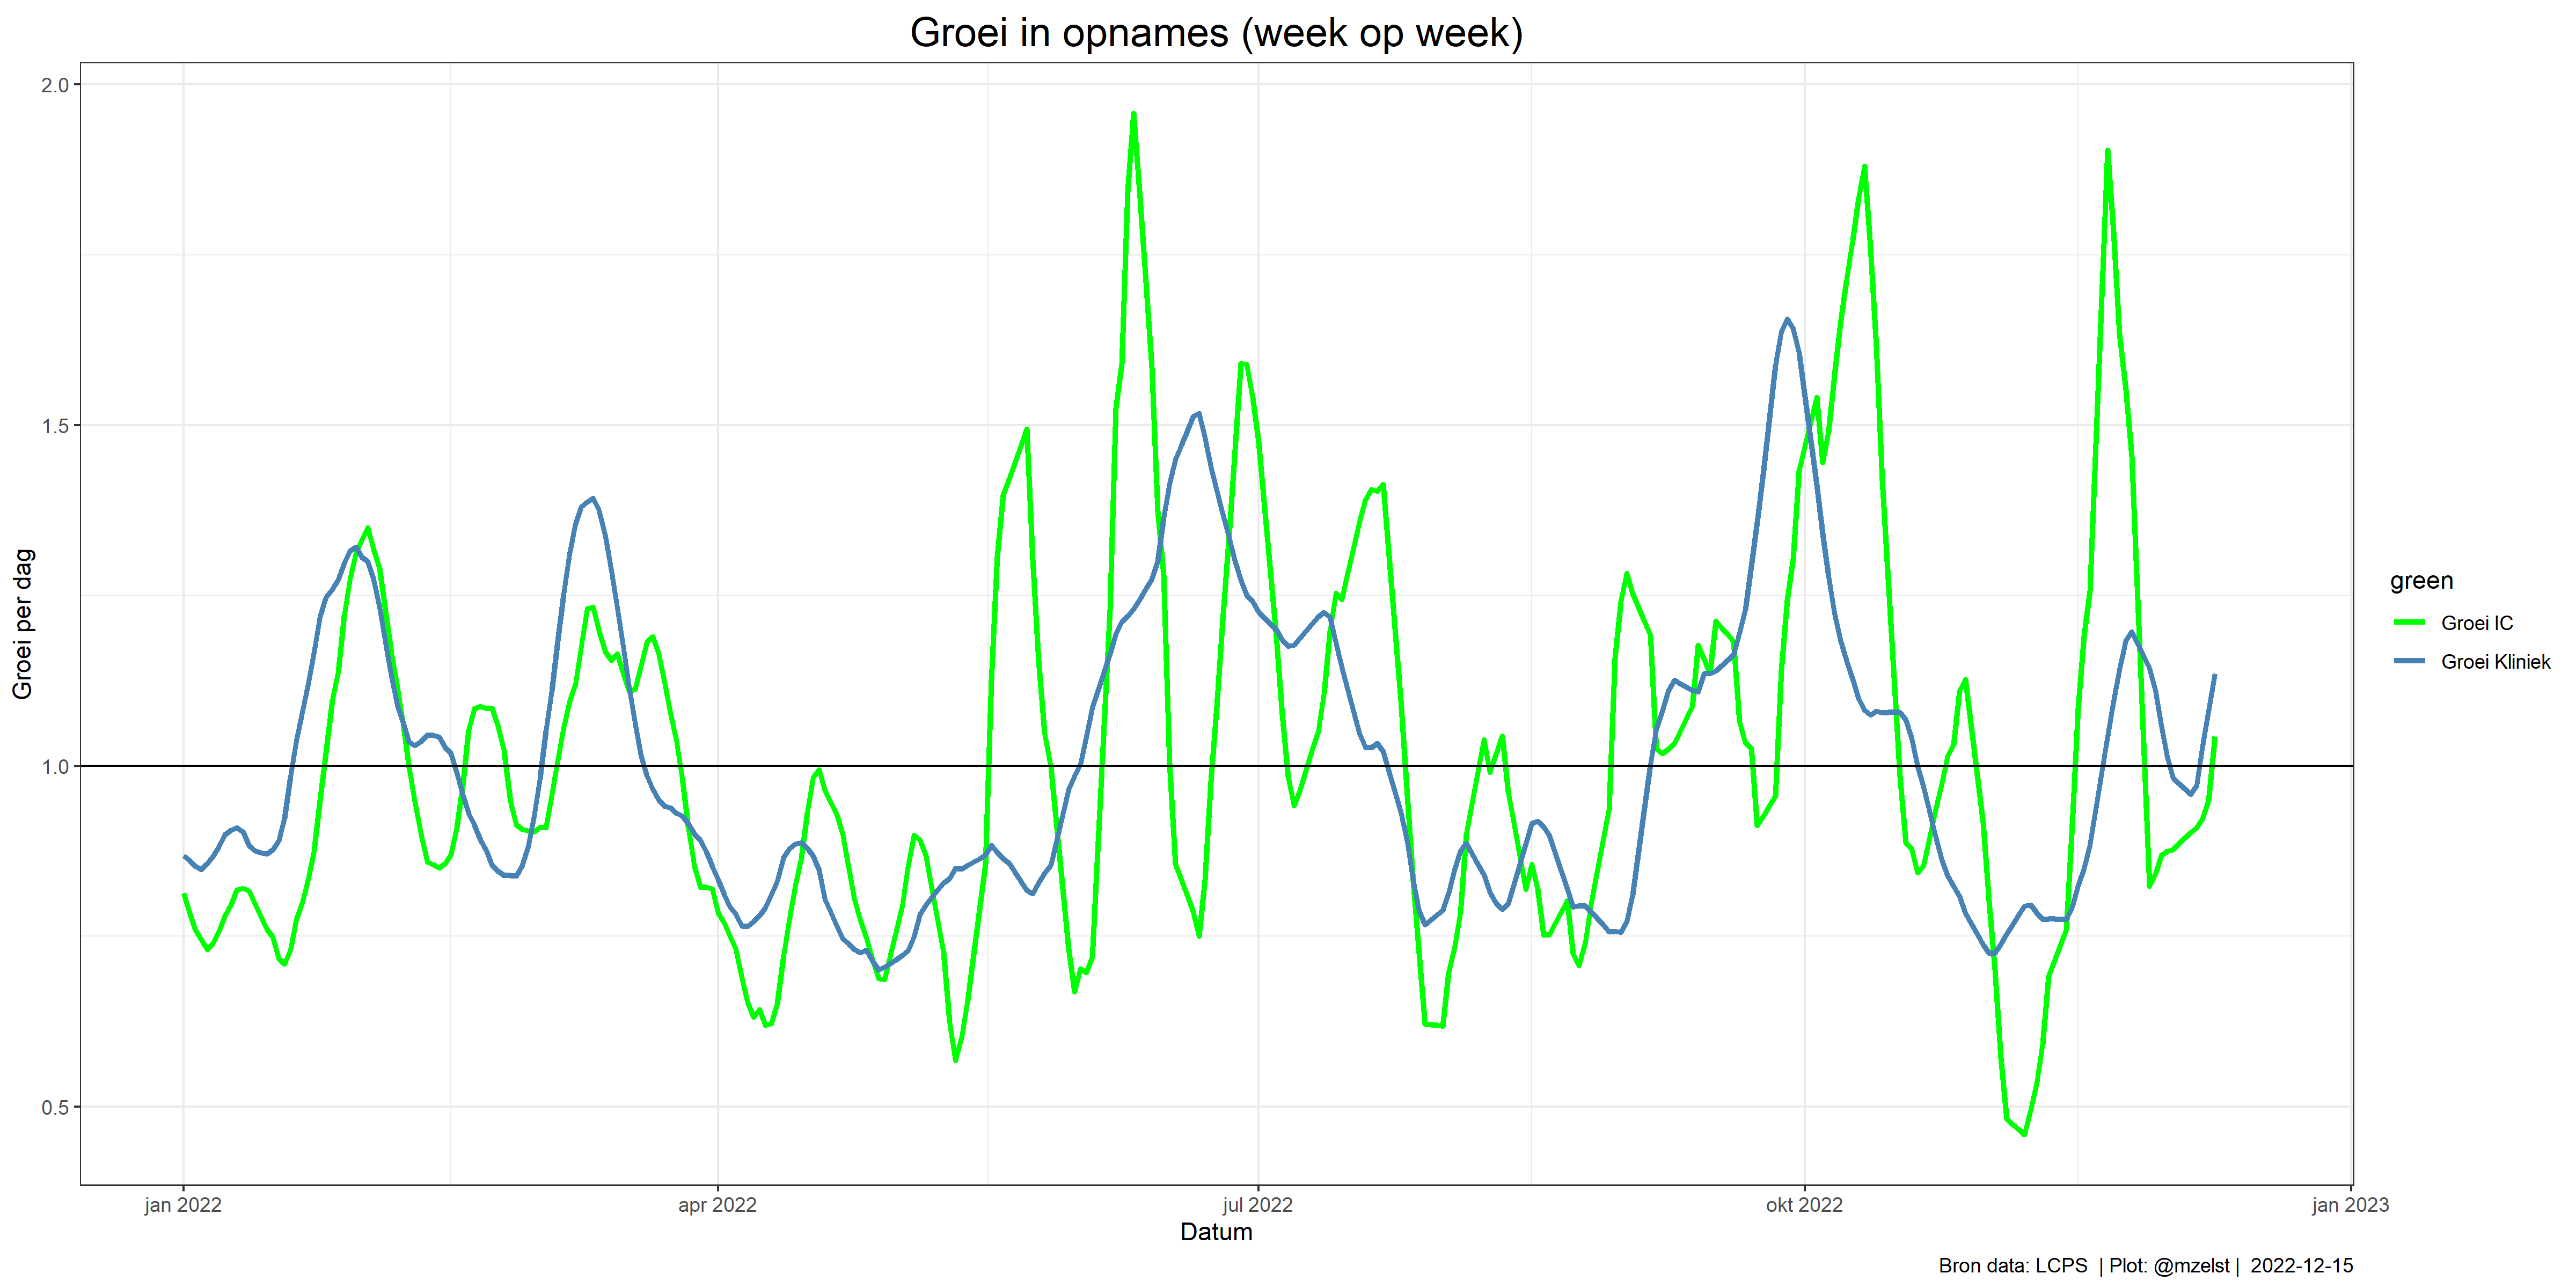 Groei in opnames (week op week)
2.0
1.5
1.0
0.5
Groei per dag
jan 2022
apr 2022
jul 2022
okt 2022
jan 2023
Datum
green
Groei IC
Groei Kliniek
Bron data: LCPS | Plot: @mzelst | 2022-12-15